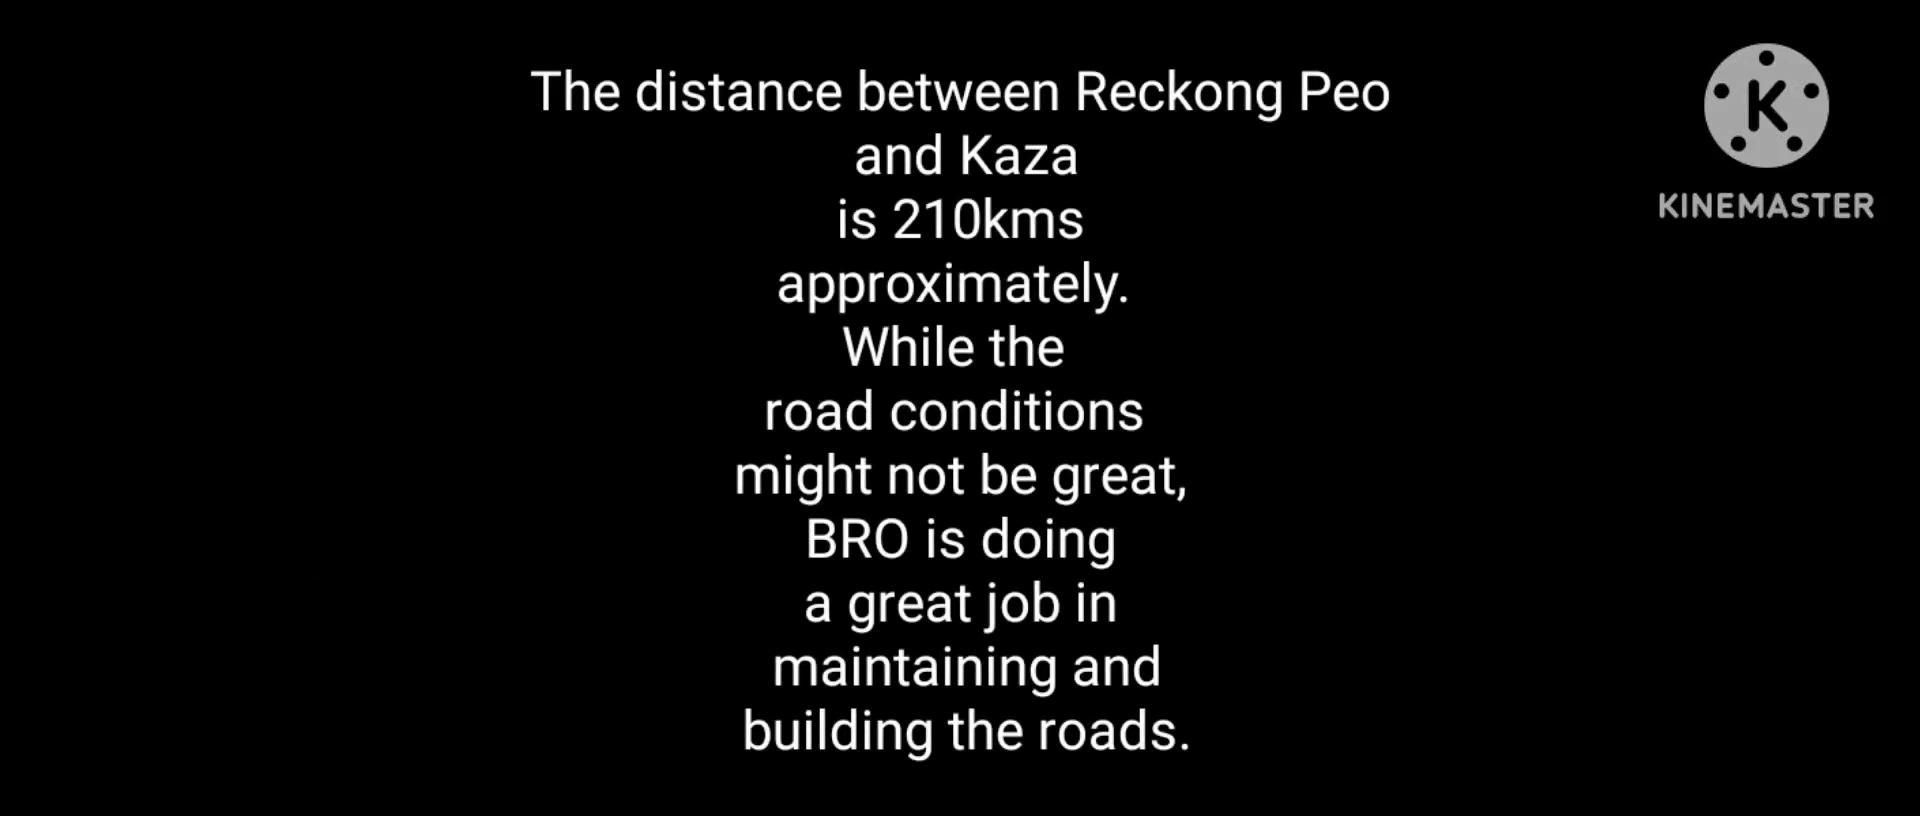 The distance between Reckong Peo
and Kaza
is 210kms
approximately.
While the
road conditions
might not be great,
BRO is doing
a great job in
maintaining and
building the roads.
K
KINEMASTER